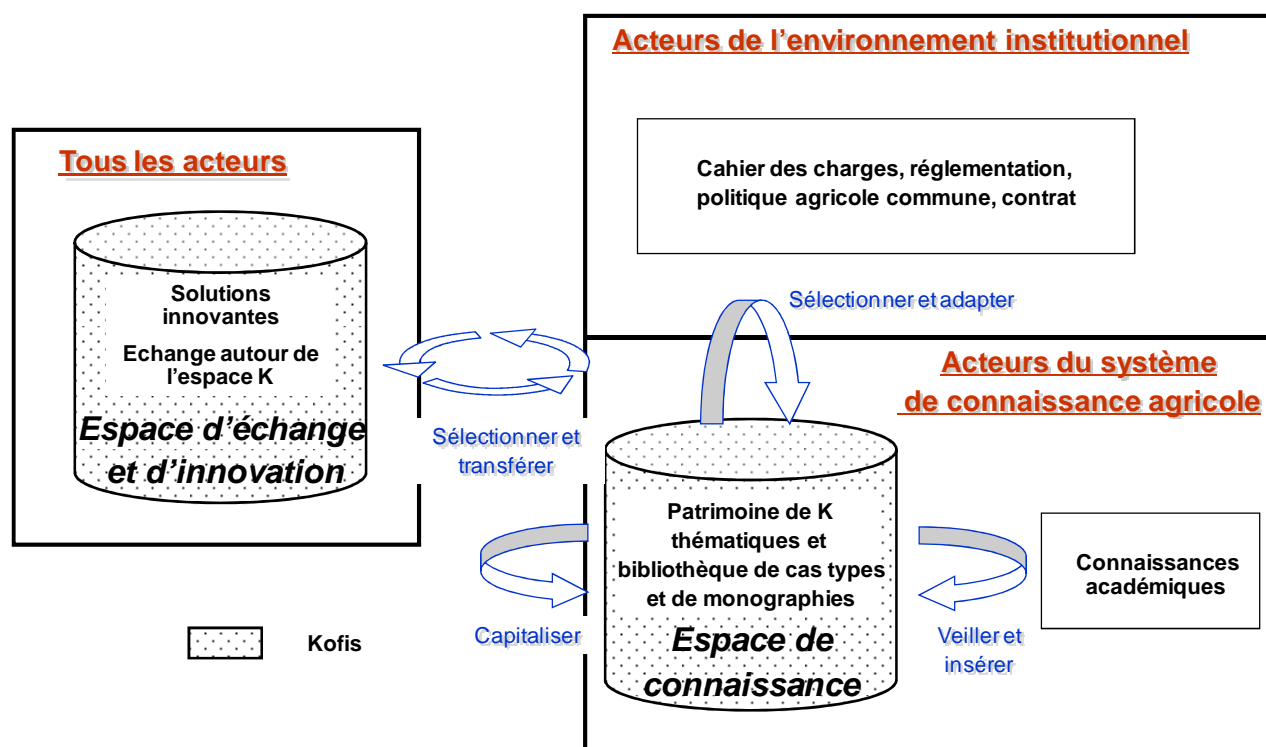 Acteurs de l'environnement institutionnel
Cahier des charges, réglementation,
politique agricole commune, contrat
Tous les acteurs
Solutions
innovantes
Echange autour de
l'espace K
Espace d'échange
et d'innovation
Sélectionner et adapter
Sélectionner et
transférer
Acteurs du système
de connaissance agricole
Patrimoine de K
thématiques et
bibliothèque de cas types
et de monographies
Espace de
connaissance
Capitaliser
Veiller et
insérer
Connaissances
académiques
Kofis